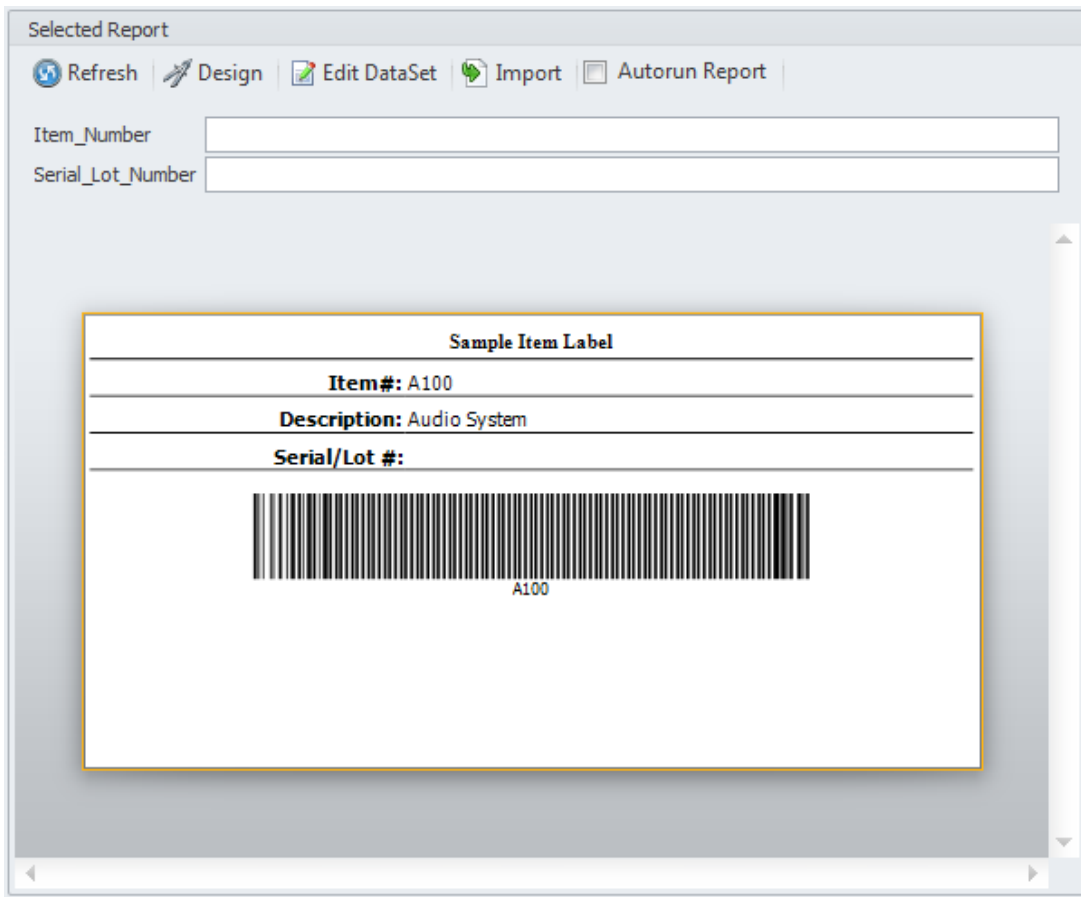 Selected Report
Refresh Design Edit DataSet Import Autorun Report
Item_Number
Serial_Lot_Number
Sample Item Label
Item#: A100
Description: Audio System
Serial/Lot #:
A100